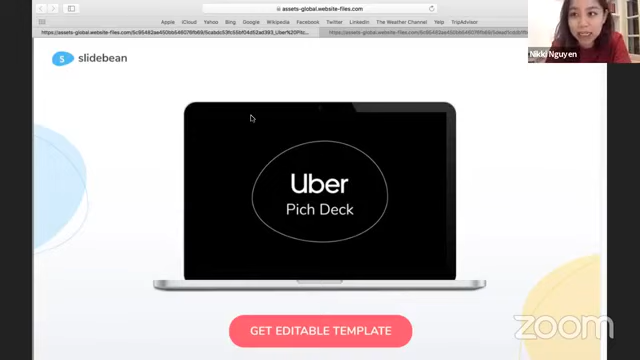 assets-global.website-files.com
Apple iCloud Yahoo Bing Google Wikipedia Facebook Twitter LinkedIn The Weather Channel Yelp TripAdvisor
Nikki Nguyen
5 slidebean
Uber
Pich Deck
GET EDITABLE TEMPLATE
zoom